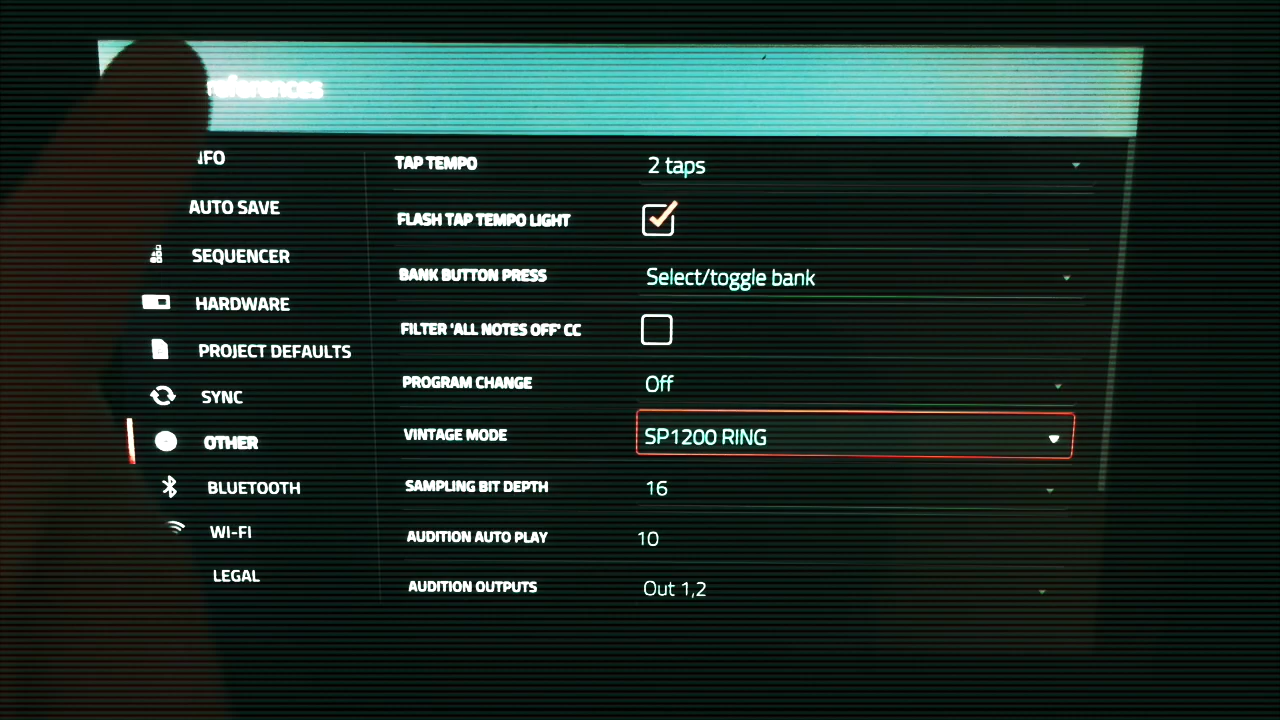 references
NFO
AUTO SAVE
SEQUENCER
HARDWARE
PROJECT DEFAULTS
SYNC
OTHER
BLUETOOTH
WI-FI
LEGAL
TAP TEMPO 2 taps
FLASH TAP TEMPO LIGHT
BANK BUTTON PRESS Select/toggle bank
FILTER 'ALL NOTES OFF' CC
PROGRAM CHANGE Off
VINTAGE MODE SP1200 RING
SAMPLING BIT DEPTH 16
AUDITION AUTO PLAY 10
AUDITION OUTPUTS Out 1,2